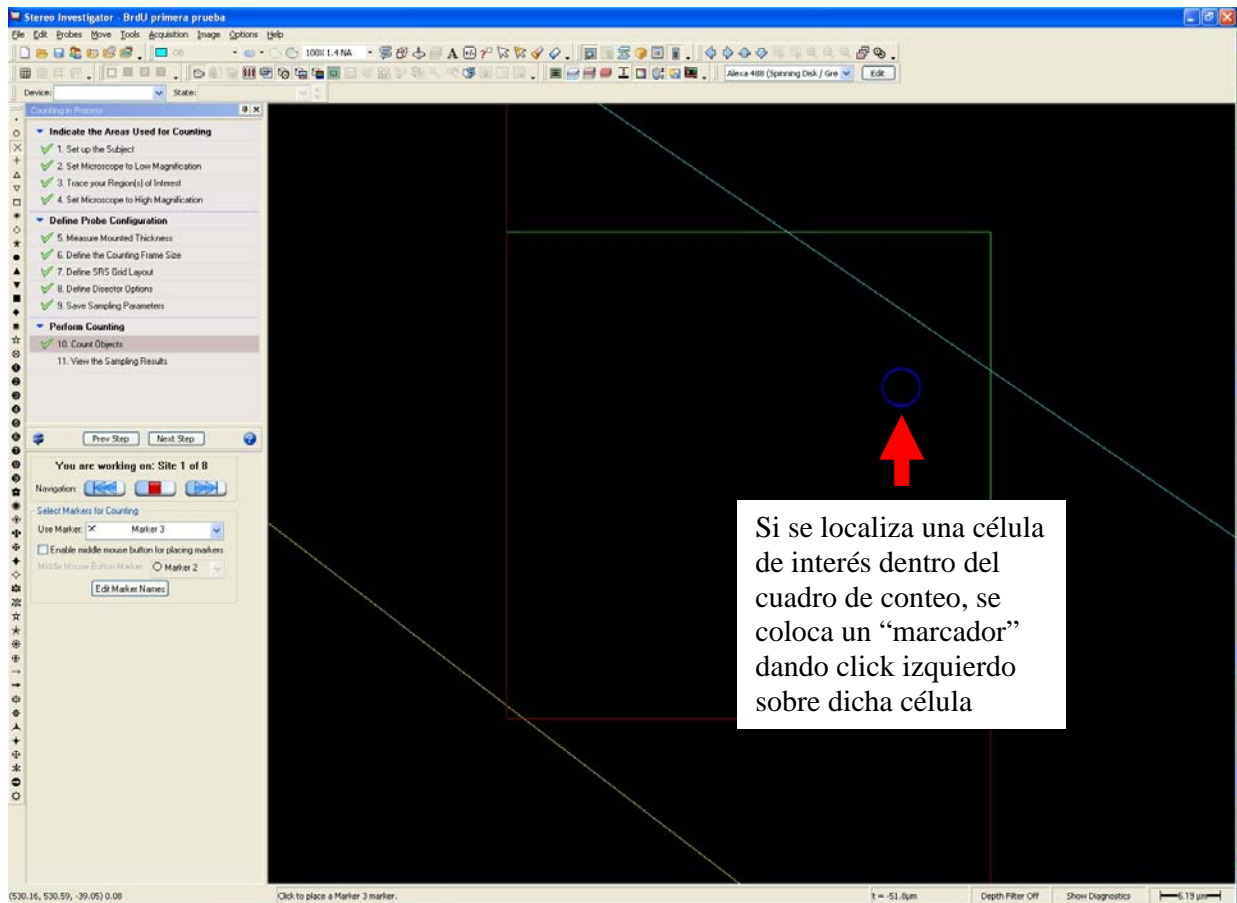 Stereo Investigator - BrdU primera prueba
File Edit Probes Move Tools Acquisition Image Options Help
100X 1.4 NA
Alexa 488 (Spinning Disk / Gre
Edit
Device:
State:
Counting in Process
Indicate the Areas Used for Counting
1. Set up the Subject
2. Set Microscope to Low Magnification
3. Trace your Region(s) of Interest
4. Set Microscope to High Magnification
Define Probe Configuration
5. Measure Mounted Thickness
6. Define the Counting Frame Size
7. Define SRS Grid Layout
8. Define Disector Options
9. Save Sampling Parameters
Perform Counting
10. Count Objects
11. View the Sampling Results
Prev Step Next Step
You are working on: Site 1 of 8
Navigation:
Select Markers for Counting
Use Marker: Marker 3
Enable middle mouse button for placing markers
Middle Mouse Button Marker: Marker 2
Edit Marker Names
Si se localiza una célula
de interés dentro del
cuadro de conteo, se
coloca un “marcador”
dando click izquierdo
sobre dicha célula
(530.16, 530.59, -39.05) 0.08
Click to place a Marker 3 marker.
t = -51.8µm
Depth Filter Off
Show Diagnostics
6.19 µm